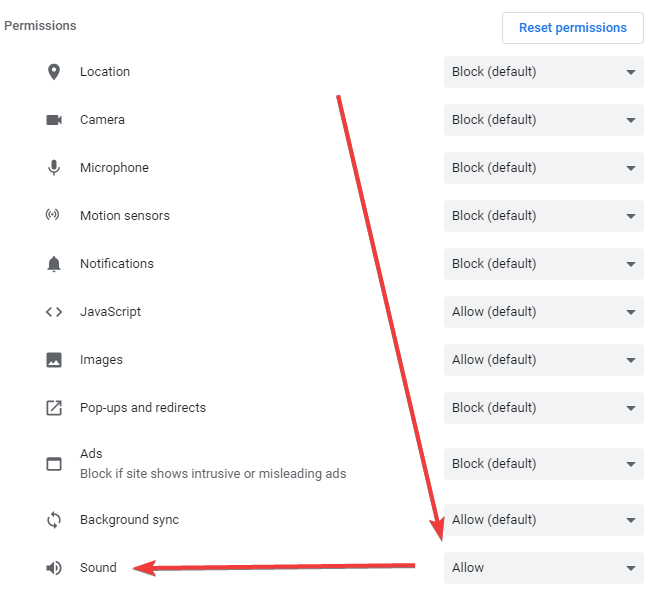 Permissions
Reset permissions
Location
Block (default)
Camera
Block (default)
Microphone
Block (default)
Motion sensors
Block (default)
Notifications
Block (default)
JavaScript
Allow (default)
Images
Allow (default)
Pop-ups and redirects
Block (default)
Ads
Block if site shows intrusive or misleading ads
Block (default)
Background sync
Allow (default)
Sound
Allow